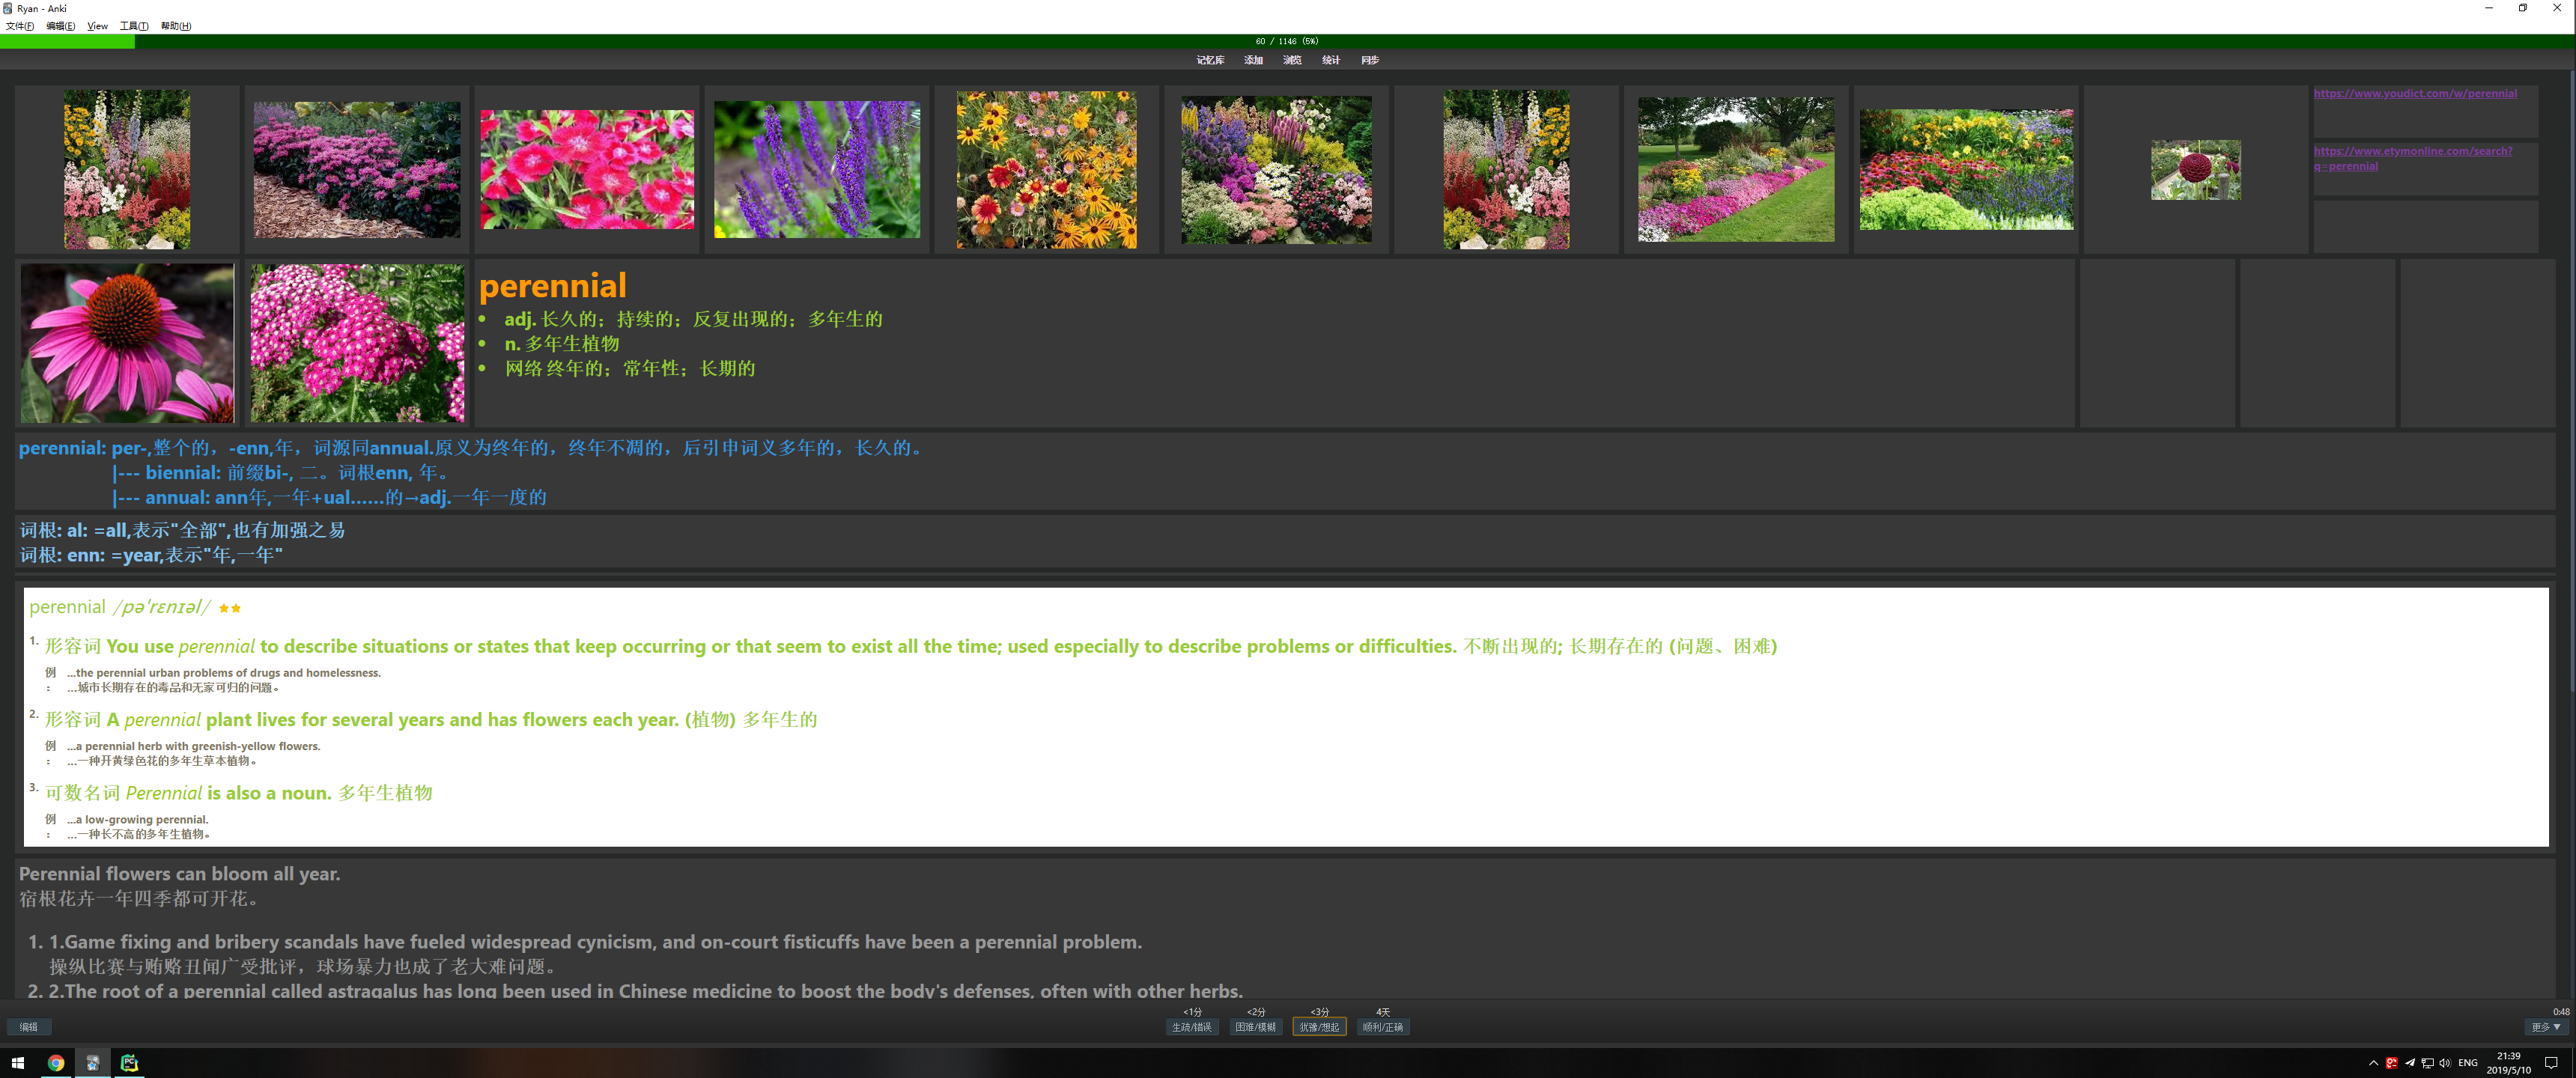 Ryan - Anki
文件(F) 编辑(E) View 工具(T) 帮助(H)
60 / 1146 (5%)
记忆库 添加 浏览 统计 同步
https://www.youdict.com/w/perennial
https://www.etymonline.com/search?
q=perennial
perennial
• adj. 长久的；持续的；反复出现的；多年生的
• n. 多年生植物
• 网络 终年的；常年性；长期的
perennial: per-,整个的，-enn,年，词源同annual.原义为终年的，终年不凋的，后引申词义多年的，长久的。
|--- biennial: 前缀bi-, 二。词根enn, 年。
|--- annual: ann年,一年+ual……的→adj.一年一度的
词根: al: =all,表示"全部",也有加强之易
词根: enn: =year,表示"年,一年"
perennial /pə'rɛnɪəl/ ★★
1. 形容词 You use perennial to describe situations or states that keep occurring or that seem to exist all the time; used especially to describe problems or difficulties. 不断出现的; 长期存在的 (问题、困难)
例 ...the perennial urban problems of drugs and homelessness.
： ...城市长期存在的毒品和无家可归的问题。
2. 形容词 A perennial plant lives for several years and has flowers each year. (植物) 多年生的
例 ...a perennial herb with greenish-yellow flowers.
： ...一种开黄绿色花的多年生草本植物。
3. 可数名词 Perennial is also a noun. 多年生植物
例 ...a low-growing perennial.
： ...一种长不高的多年生植物。
Perennial flowers can bloom all year.
宿根花卉一年四季都可开花。
1. 1.Game fixing and bribery scandals have fueled widespread cynicism, and on-court fisticuffs have been a perennial problem.
操纵比赛与贿赂丑闻广受批评，球场暴力也成了老大难问题。
2. 2.The root of a perennial called astragalus has long been used in Chinese medicine to boost the body's defenses, often with other herbs.
<1分 <2分 <3分 4天 0:48
编辑 生疏/错误 困难/模糊 犹豫/想起 顺利/正确 更多 ▼
ENG 21:39
2019/5/10